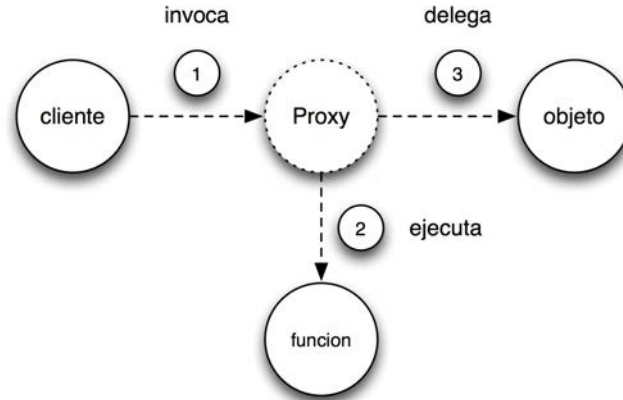 invoca
delega
1
3
cliente
Proxy
objeto
2
ejecuta
funcion